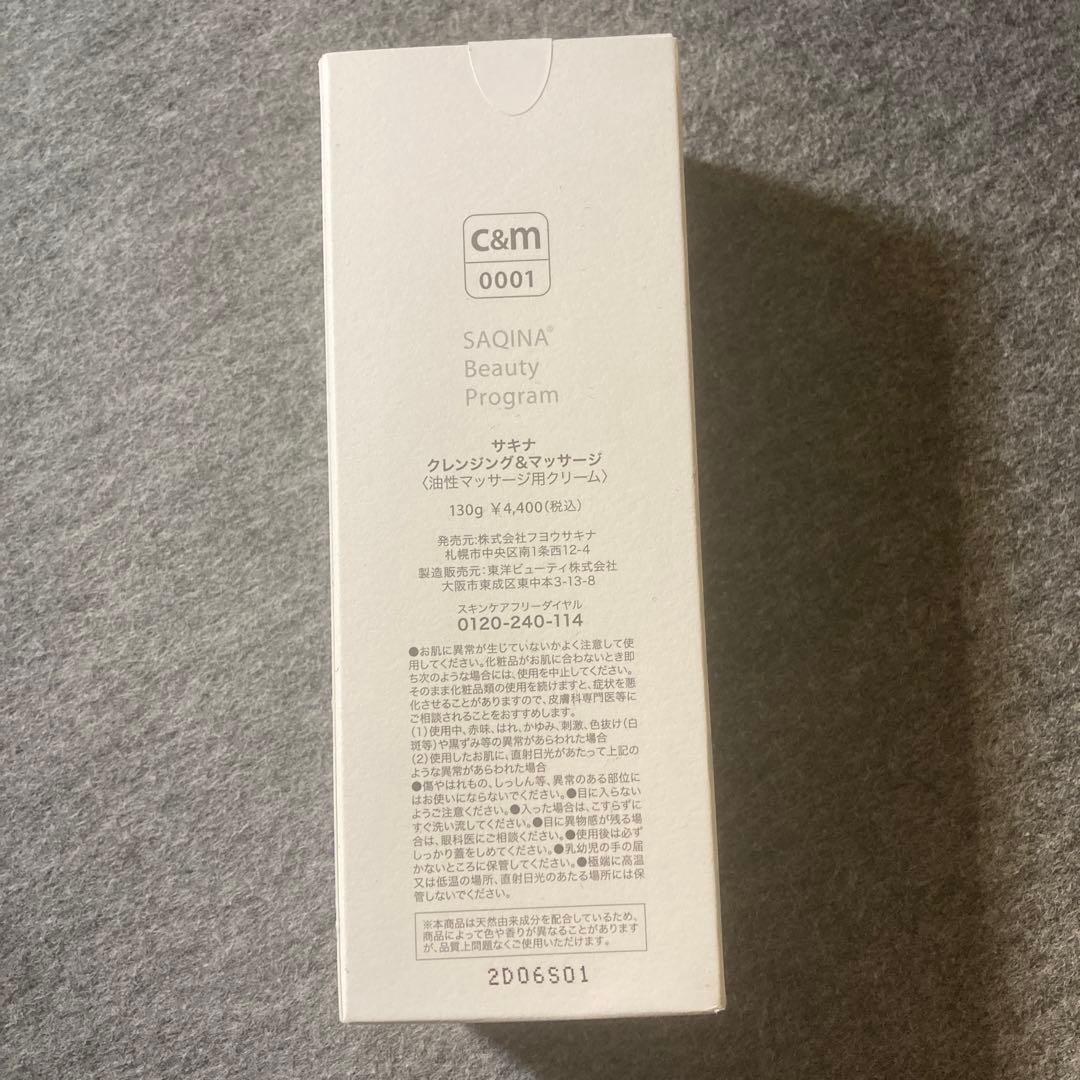 c&m
0001
SAQINA®
Beauty
Program
サキナ
クレンジング&マッサージ
〈油性マッサージ用クリーム〉
130g ￥4,400(税込)
発売元:株式会社フヨウサキナ
札幌市中央区南1条西12-4
製造販売元:東洋ビューティ株式会社
大阪市東成区東中本3-13-8
スキンケアフリーダイヤル
0120-240-114
●お肌に異常が生じていないかよく注意して使
用してください。化粧品がお肌に合わないとき即
ち次のような場合には、使用を中止してください。
そのまま化粧品類の使用を続けますと、症状を悪
化させることがありますので、皮膚科専門医等に
ご相談されることをおすすめします。
(1)使用中、赤味、はれ、かゆみ、刺激、色抜け(白
斑等)や黒ずみ等の異常があらわれた場合
(2)使用したお肌に、直射日光があたって上記の
ような異常があらわれた場合
●傷やはれもの、しっしん等、異常のある部位に
はお使いにならないでください。●目に入らない
ようご注意ください。●入った場合は、こすらずに
すぐ洗い流してください。●目に異物感が残る場
合は、眼科医にご相談ください。●使用後は必ず
しっかり蓋をしめてください。●乳幼児の手の届
かないところに保管してください。●極端に高温
又は低温の場所、直射日光のあたる場所には保
管しないでください。
※本商品は天然由来成分を配合しているため、
商品によって色や香りが異なることがあります
が、品質上問題なくご使用いただけます。
2D06S01